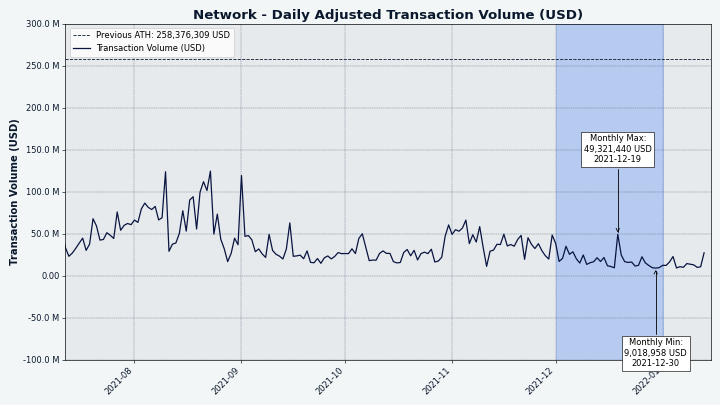 Network - Daily Adjusted Transaction Volume (USD)
Previous ATH: 258,376,309 USD
Transaction Volume (USD)
Transaction Volume (USD)
300.0 M
250.0 M
200.0 M
150.0 M
100.0 M
50.0 M
0.00
-50.0 M
-100.0 M
Monthly Max:
49,321,440 USD
2021-12-19
Monthly Min:
9,018,958 USD
2021-12-30
2021-08
2021-09
2021-10
2021-11
2021-12
2022-0